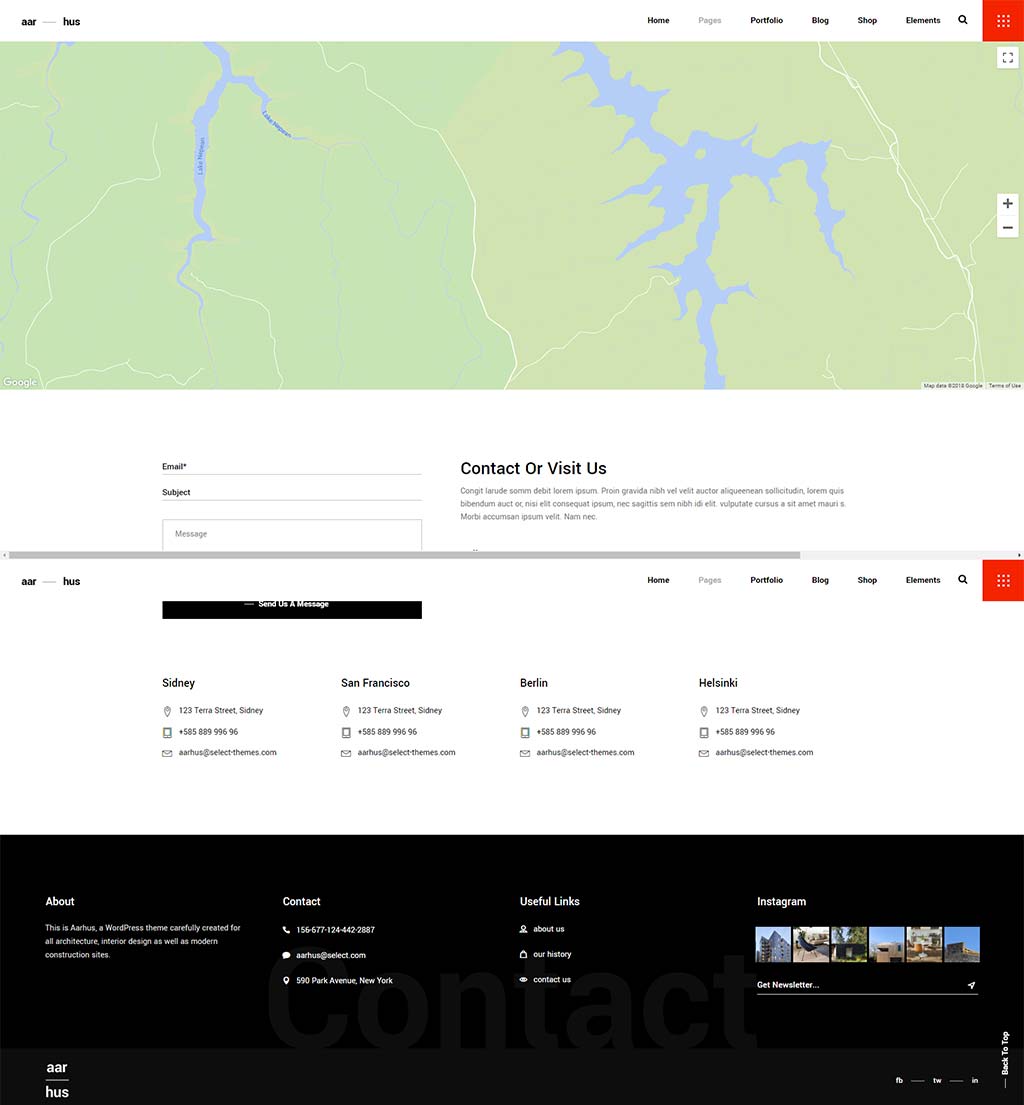 aar — hus
Home Pages Portfolio Blog Shop Elements
Lake Nepean
Lake Nepean
Google
Map data ©2018 Google Terms of Use
Email*
Subject
Message
Contact Or Visit Us
Congit larude somm debit lorem ipsum. Proin gravida nibh vel velit auctor aliqueenean sollicitudin, lorem quis
bibendum auct or, nisi elit consequat ipsum, nec sagittis sem nibh idi elit. vulputate cursus a sit amet mauri s.
Morbi accumsan ipsum velit. Nam nec.
aar — hus
Home Pages Portfolio Blog Shop Elements
— Send Us A Message
Sidney
123 Terra Street, Sidney
+585 889 996 96
aarhus@select-themes.com
San Francisco
123 Terra Street, Sidney
+585 889 996 96
aarhus@select-themes.com
Berlin
123 Terra Street, Sidney
+585 889 996 96
aarhus@select-themes.com
Helsinki
123 Terra Street, Sidney
+585 889 996 96
aarhus@select-themes.com
About
This is Aarhus, a WordPress theme carefully created for
all architecture, interior design as well as modern
construction sites.
Contact
156-677-124-442-2887
aarhus@select.com
590 Park Avenue, New York
Useful Links
about us
our history
contact us
Instagram
Get Newsletter...
Contact
aar
hus
fb — tw — in
— Back To Top